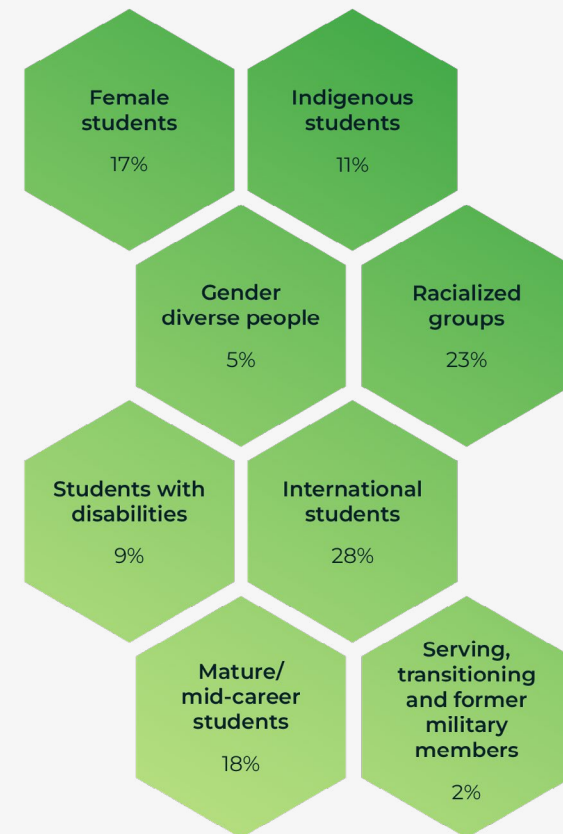 Female
students
17%
Indigenous
students
11%
Gender
diverse people
5%
Racialized
groups
23%
Students with
disabilities
9%
International
students
28%
Mature/
mid-career
students
18%
Serving,
transitioning
and former
military
members
2%